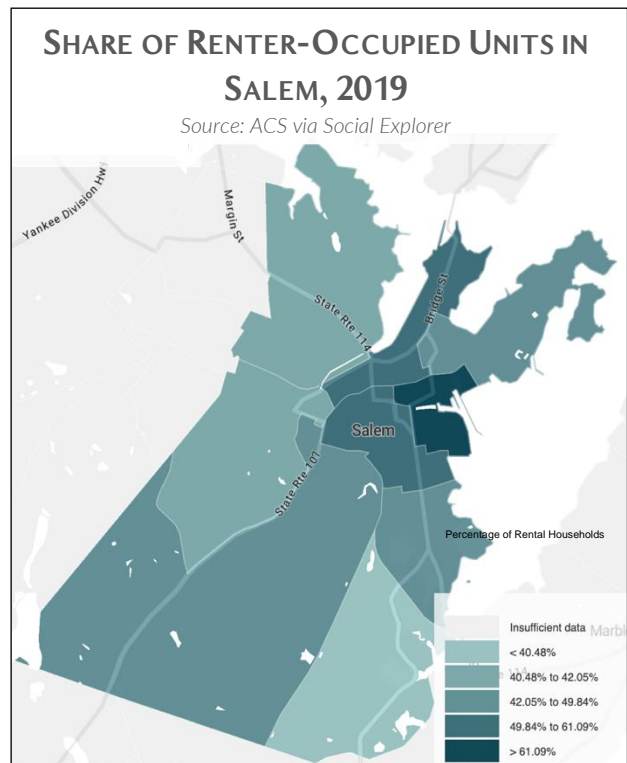 SHARE OF RENTER-OCCUPIED UNITS IN
SALEM, 2019
Source: ACS via Social Explorer
Yankee Division Hwy
Margin St
State Rte 114
Bridge St
Salem
State Rte 107
Percentage of Rental Households
Insufficient data
Marbl
< 40.48%
40.48% to 42.05%
42.05% to 49.84%
49.84% to 61.09%
> 61.09%